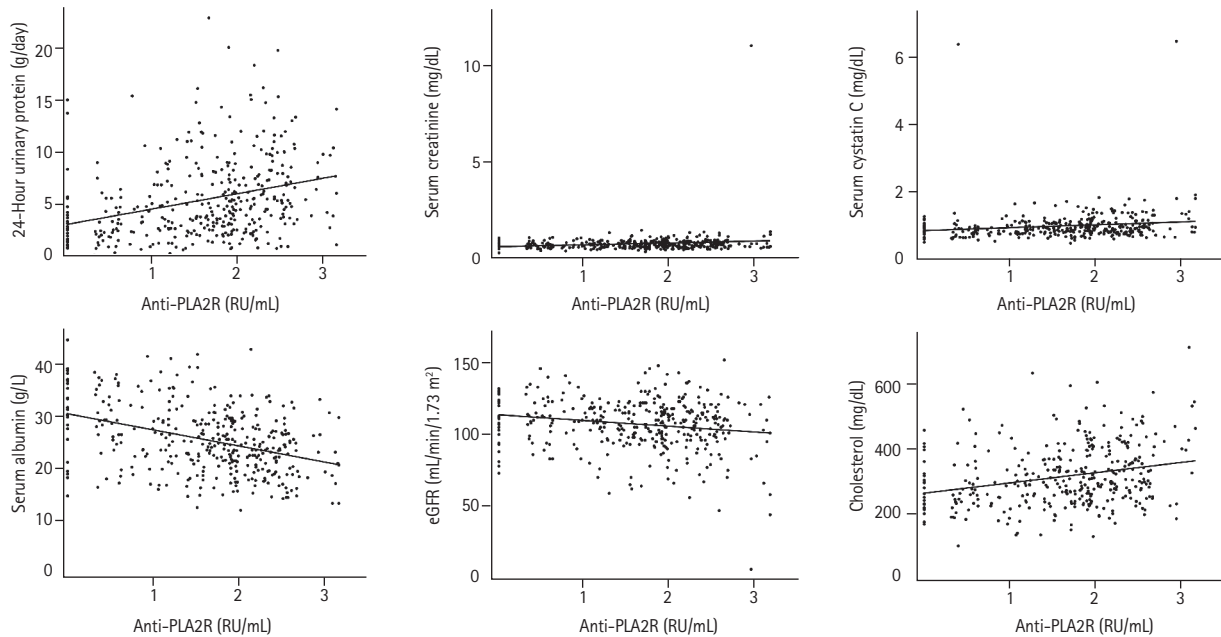 24-Hour urinary protein (g/day)
20
15
10
5
0
1 2 3
Anti-PLA2R (RU/mL)
Serum creatinine (mg/dL)
10
5
0
1 2 3
Anti-PLA2R (RU/mL)
Serum cystatin C (mg/dL)
6
4
2
0
1 2 3
Anti-PLA2R (RU/mL)
Serum albumin (g/L)
40
30
20
10
0
1 2 3
Anti-PLA2R (RU/mL)
eGFR (mL/min/1.73 m²)
150
100
50
0
1 2 3
Anti-PLA2R (RU/mL)
Cholesterol (mg/dL)
600
400
200
0
1 2 3
Anti-PLA2R (RU/mL)